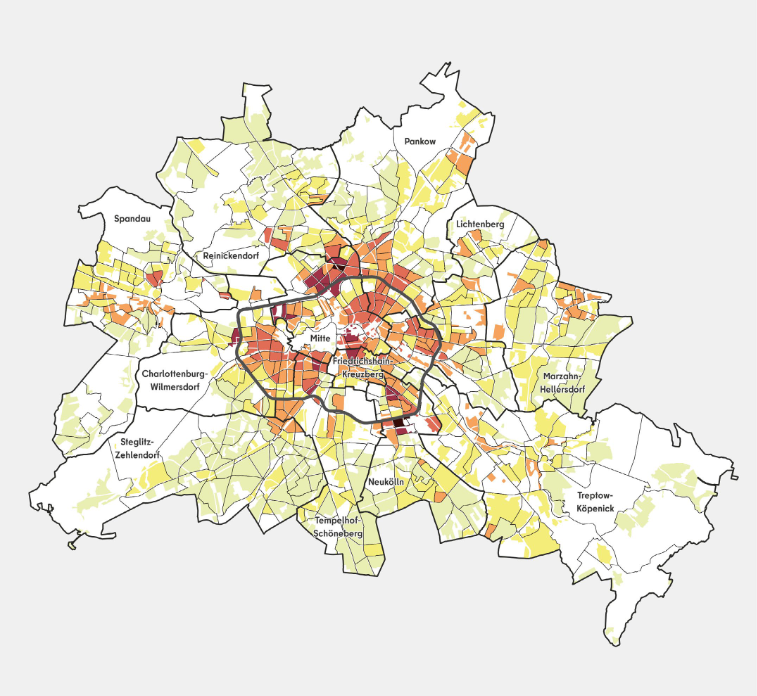 Pankow
Spandau
Lichtenberg
Reinickendorf
Mitte
Friedrichshain-
Kreuzberg
Charlottenburg-
Wilmersdorf
Marzahn-
Hellersdorf
Steglitz-
Zehlendorf
Neukölln
Treptow-
Köpenick
Tempelhof-
Schöneberg